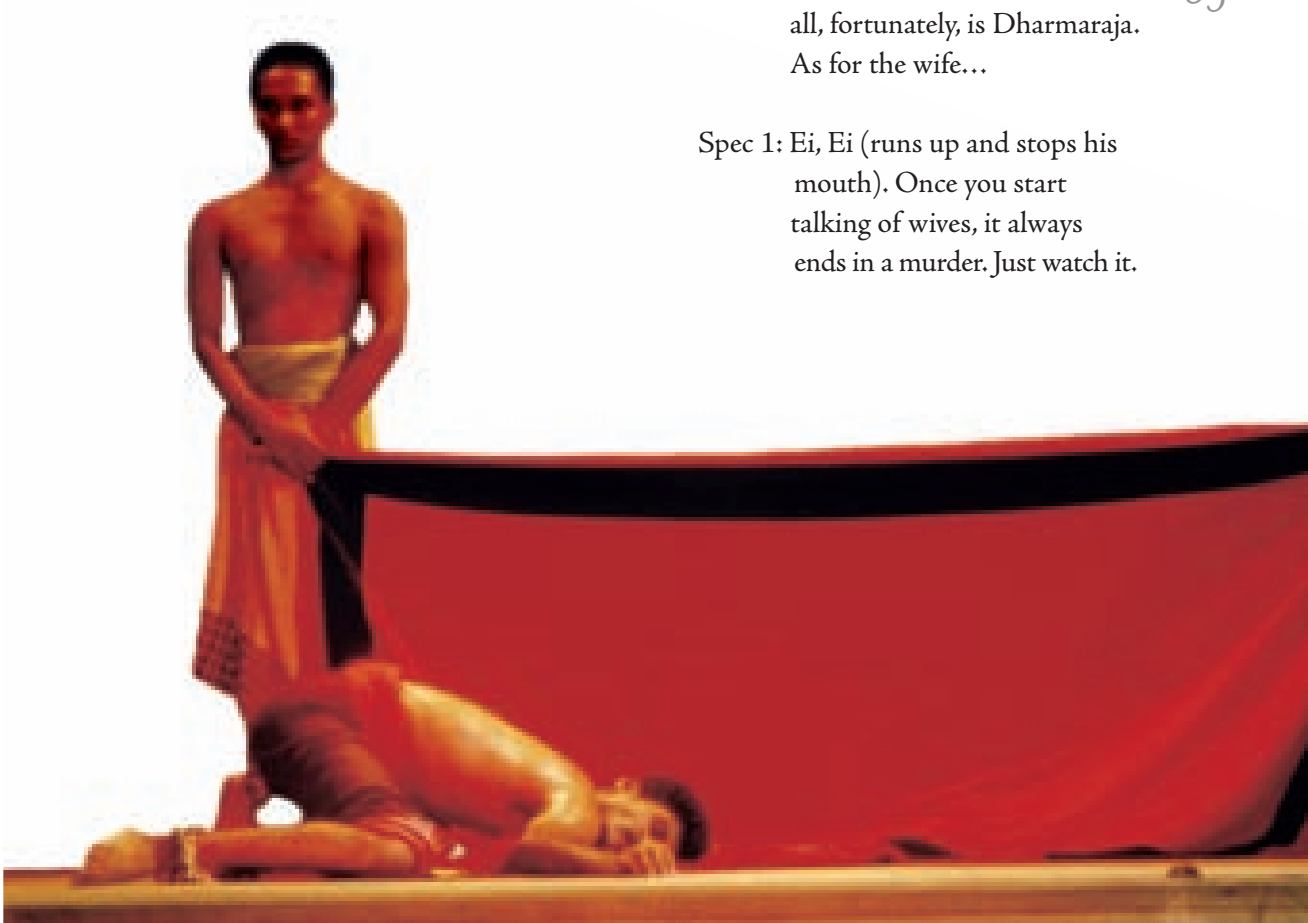 all, fortunately, is Dharmaraja.
As for the wife…
Spec 1: Ei, Ei (runs up and stops his
mouth). Once you start
talking of wives, it always
ends in a murder. Just watch it.